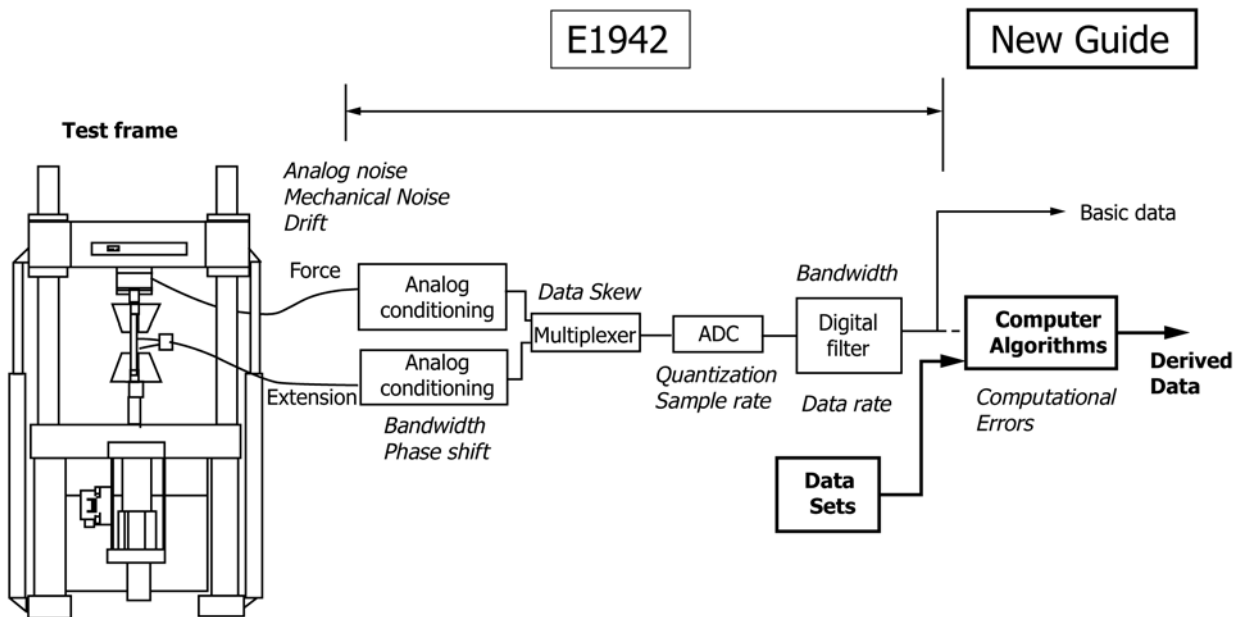 E1942
New Guide
Test frame
Analog noise
Mechanical Noise
Drift
Force
Extension
Analog
conditioning
Analog
conditioning
Bandwidth
Phase shift
Data Skew
Multiplexer
ADC
Quantization
Sample rate
Bandwidth
Digital
filter
Data rate
Basic data
Computer
Algorithms
Computational
Errors
Derived
Data
Data
Sets